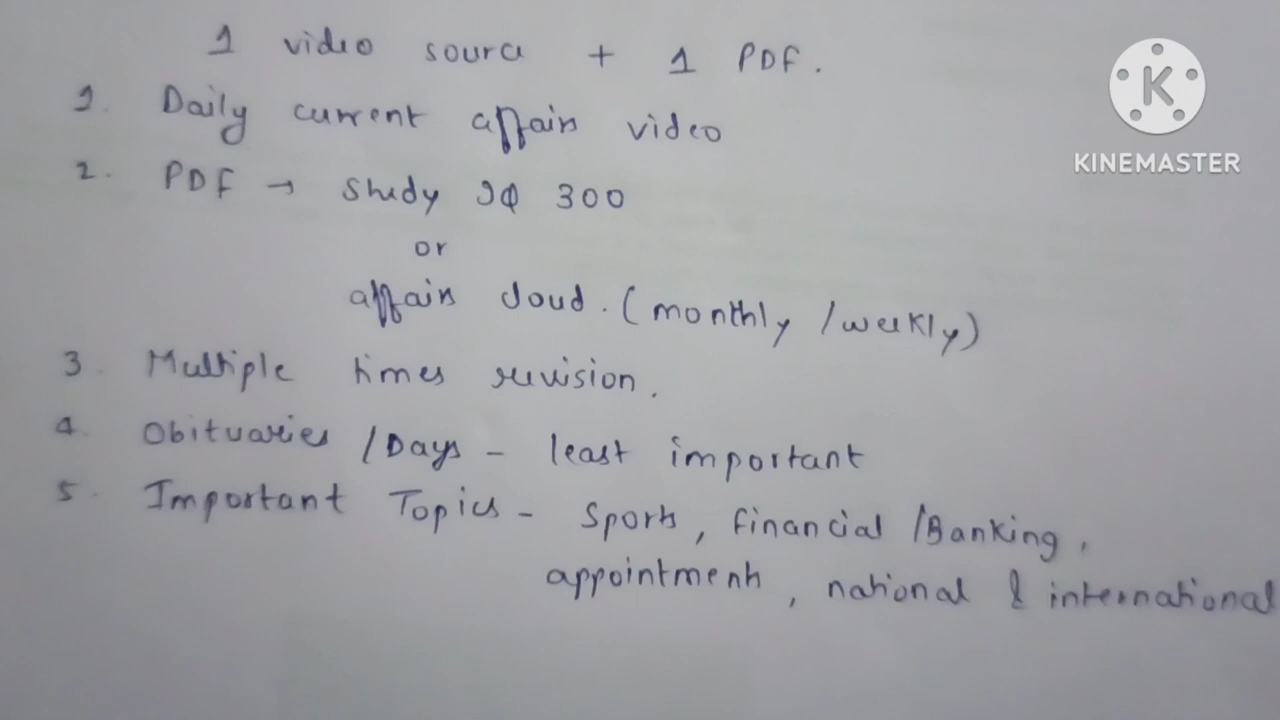 1 video source + 1 PDF.
1. Daily current affairs video
2. PDF → Study IQ 300
or
affairs cloud. (monthly /weekly)
3. Multiple times revision.
4. Obituaries /Days - least important
5. Important Topics - Sports, financial /Banking,
appointments, national & international
K
KINEMASTER